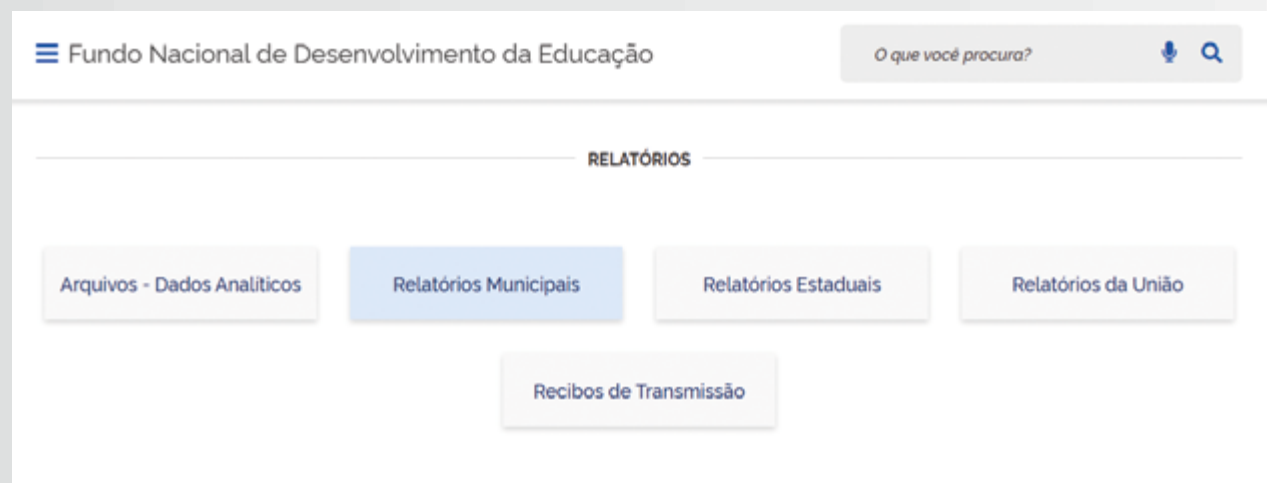 Fundo Nacional de Desenvolvimento da Educação
O que você procura?
RELATÓRIOS
Arquivos - Dados Analíticos
Relatórios Municipais
Relatórios Estaduais
Relatórios da União
Recibos de Transmissão